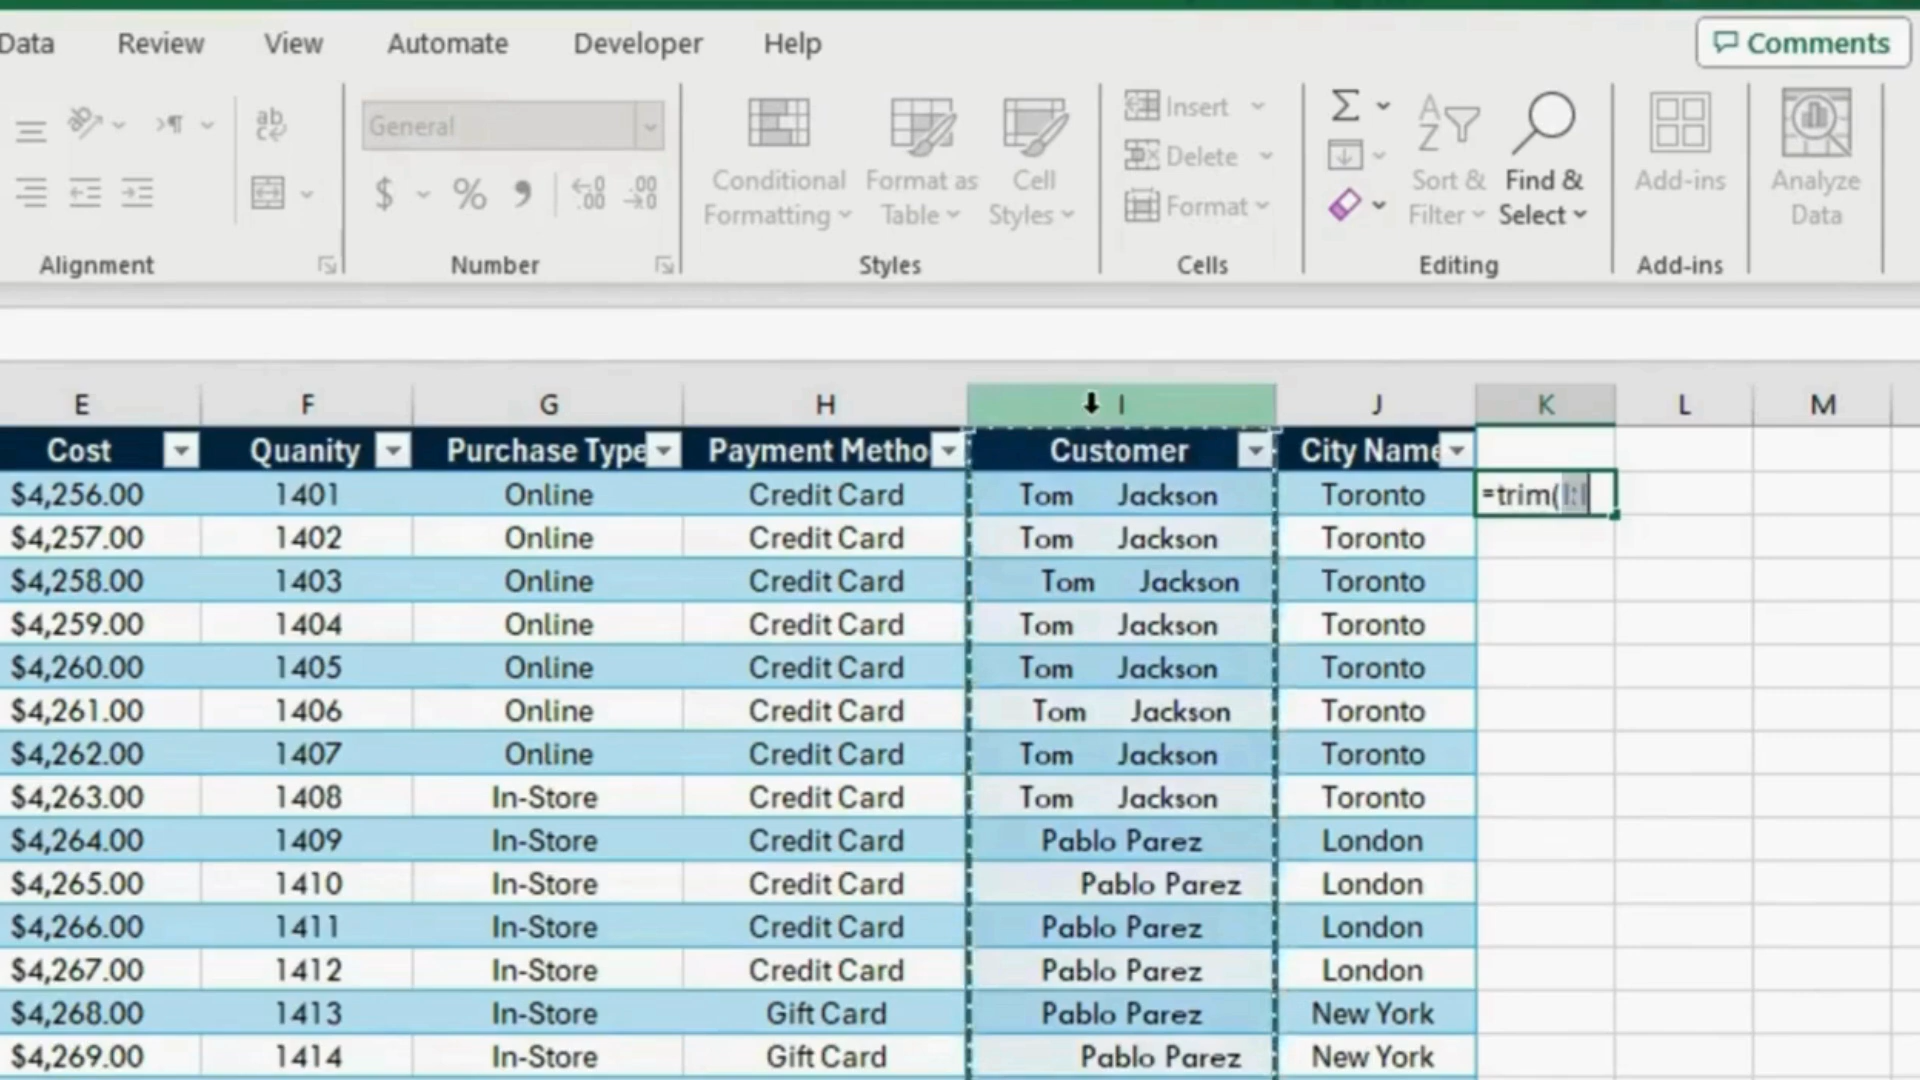 Data Review View Automate Developer Help Comments
General
Insert
Delete
Format
Conditional Formatting
Format as Table
Cell Styles
Sort & Filter
Find & Select
Add-ins
Analyze Data
$ % 9
Alignment Number Styles Cells Editing Add-ins
E F G H I J K L M
Cost Quanity Purchase Type Payment Metho Customer City Name
$4,256.00 1401 Online Credit Card Tom Jackson Toronto =trim(I:I
$4,257.00 1402 Online Credit Card Tom Jackson Toronto
$4,258.00 1403 Online Credit Card Tom Jackson Toronto
$4,259.00 1404 Online Credit Card Tom Jackson Toronto
$4,260.00 1405 Online Credit Card Tom Jackson Toronto
$4,261.00 1406 Online Credit Card Tom Jackson Toronto
$4,262.00 1407 Online Credit Card Tom Jackson Toronto
$4,263.00 1408 In-Store Credit Card Tom Jackson Toronto
$4,264.00 1409 In-Store Credit Card Pablo Parez London
$4,265.00 1410 In-Store Credit Card Pablo Parez London
$4,266.00 1411 In-Store Credit Card Pablo Parez London
$4,267.00 1412 In-Store Credit Card Pablo Parez London
$4,268.00 1413 In-Store Gift Card Pablo Parez New York
$4,269.00 1414 In-Store Gift Card Pablo Parez New York